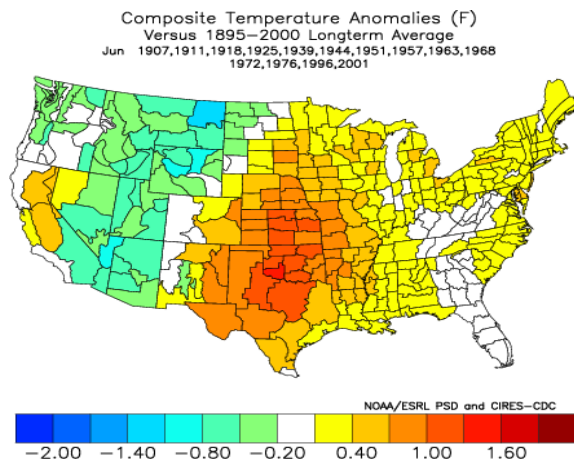 Composite Temperature Anomalies (F)
Versus 1895-2000 Longterm Average
Jun 1907,1911,1918,1925,1939,1944,1951,1957,1963,1968
1972,1976,1996,2001
NOAA/ESRL PSD and CIRES-CDC
-2.00 -1.40 -0.80 -0.20 0.40 1.00 1.60